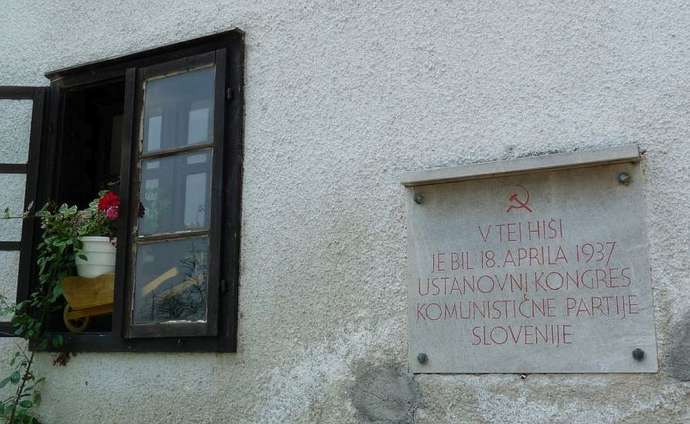 V TEJ HIŠI
JE BIL 18. APRILA 1937
USTANOVNI KONGRES
KOMUNISTIČNE PARTIJE
SLOVENIJE